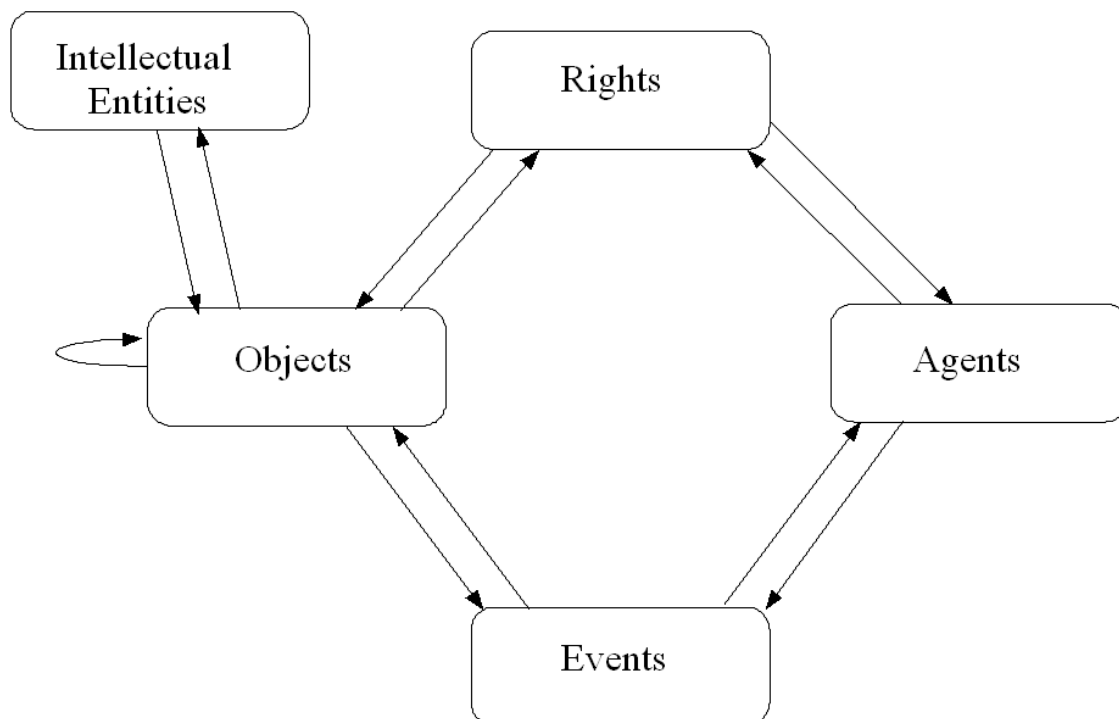 Intellectual
Entities
Rights
Objects
Agents
Events